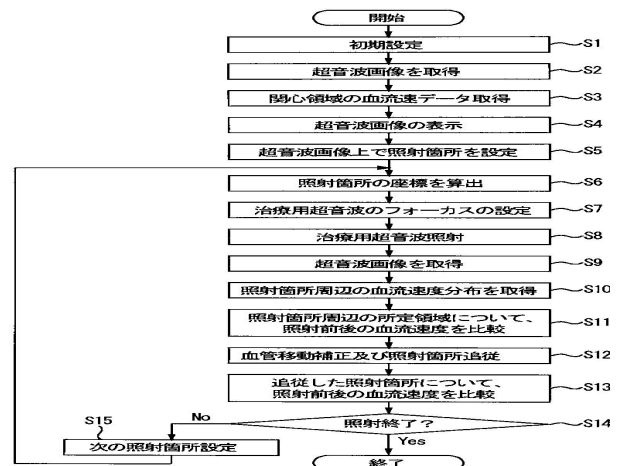 開始
初期設定 S1
超音波画像を取得 S2
関心領域の血流速データ取得 S3
超音波画像の表示 S4
超音波画像上で照射箇所を設定 S5
照射箇所の座標を算出 S6
治療用超音波のフォーカスの設定 S7
治療用超音波照射 S8
超音波画像を取得 S9
照射箇所周辺の血流速度分布を取得 S10
照射箇所周辺の所定領域について、
照射前後の血流速度を比較 S11
血管移動補正及び照射箇所追従 S12
追従した照射箇所について、
照射前後の血流速度を比較 S13
照射終了? S14
No
Yes
S15
次の照射箇所設定
終了